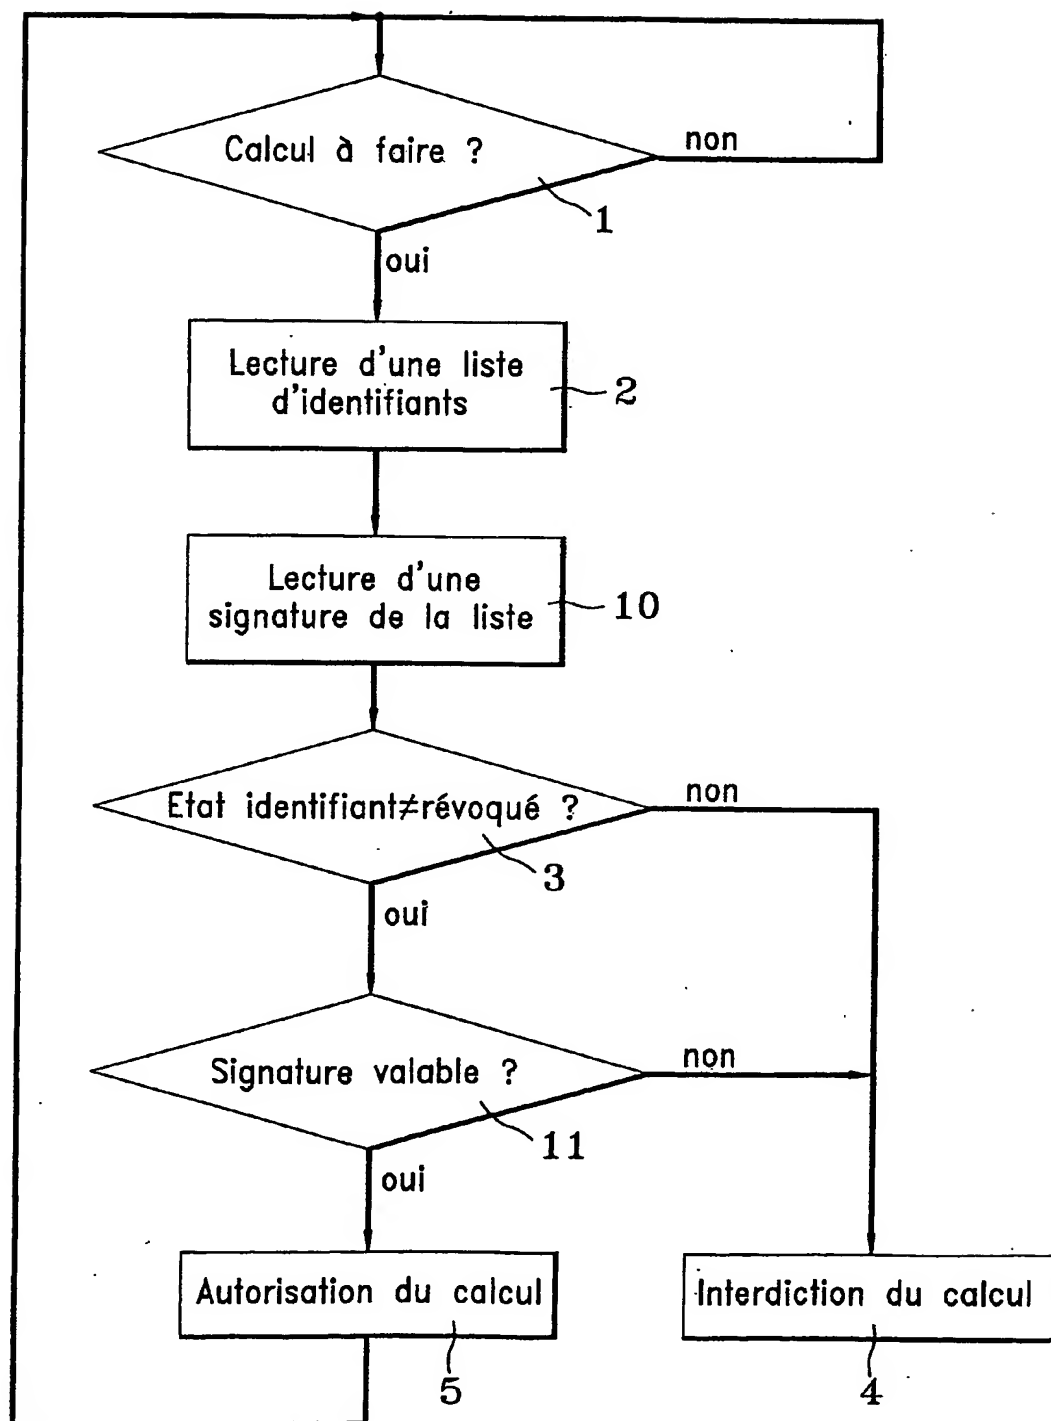 Calcul à faire ?
non
1
oui
Lecture d'une liste
d'identifiants
2
Lecture d'une
signature de la liste
10
Etat identifiant≠révoqué ?
non
3
oui
Signature valable ?
non
11
oui
Autorisation du calcul
5
Interdiction du calcul
4